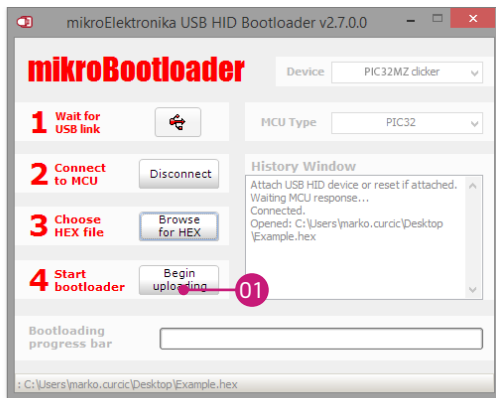 mikroElektronika USB HID Bootloader v2.7.0.0
mikroBootloader
Device
PIC32MZ clicker
1 Wait for
USB link
MCU Type
PIC32
2 Connect
to MCU
Disconnect
History Window
Attach USB HID device or reset if attached.
Waiting MCU response...
Connected.
Opened: C:\Users\marko.curcic\Desktop
\Example.hex
3 Choose
HEX file
Browse
for HEX
4 Start
bootloader
Begin
uploading
01
Bootloading
progress bar
: C:\Users\marko.curcic\Desktop\Example.hex